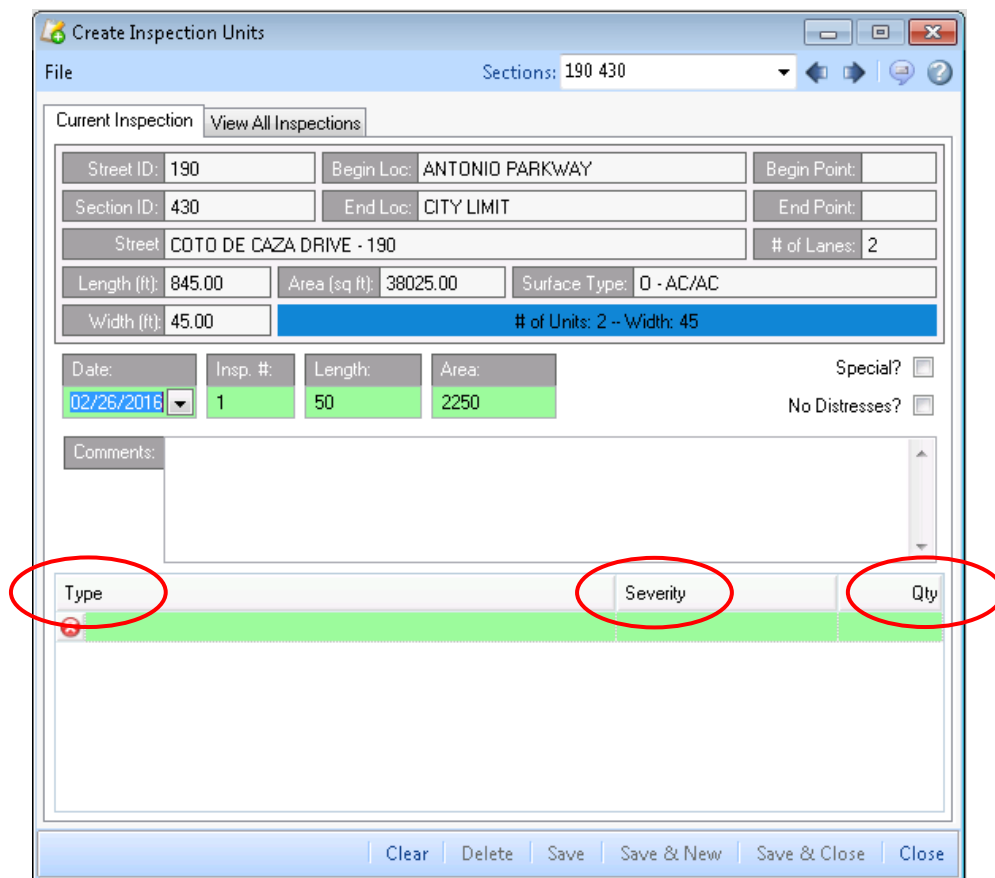 Create Inspection Units
File Sections: 190 430
Current Inspection View All Inspections
Street ID: 190 Begin Loc: ANTONIO PARKWAY Begin Point:
Section ID: 430 End Loc: CITY LIMIT End Point:
Street COTO DE CAZA DRIVE - 190 # of Lanes: 2
Length (ft): 845.00 Area (sq ft): 38025.00 Surface Type: O - AC/AC
Width (ft): 45.00 # of Units: 2 -- Width: 45
Date: Insp. #: Length: Area: Special?
02/26/2016 1 50 2250 No Distresses?
Comments:
Type Severity Qty
Clear Delete Save Save & New Save & Close Close